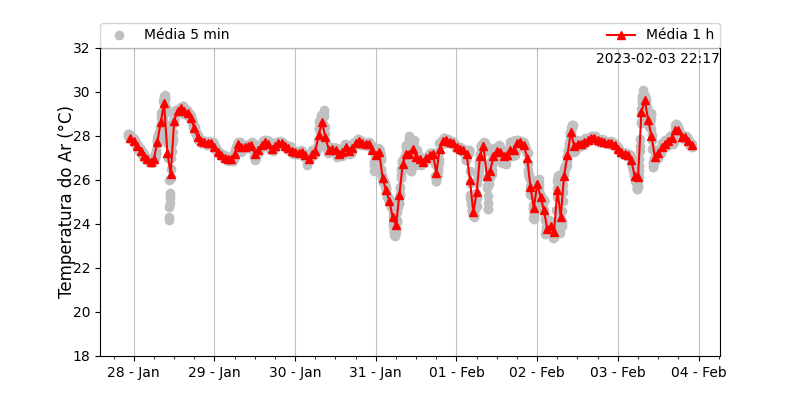 Média 5 min
Média 1 h
2023-02-03 22:17
Temperatura do Ar (°C)
32
30
28
26
24
22
20
18
28 - Jan
29 - Jan
30 - Jan
31 - Jan
01 - Feb
02 - Feb
03 - Feb
04 - Feb